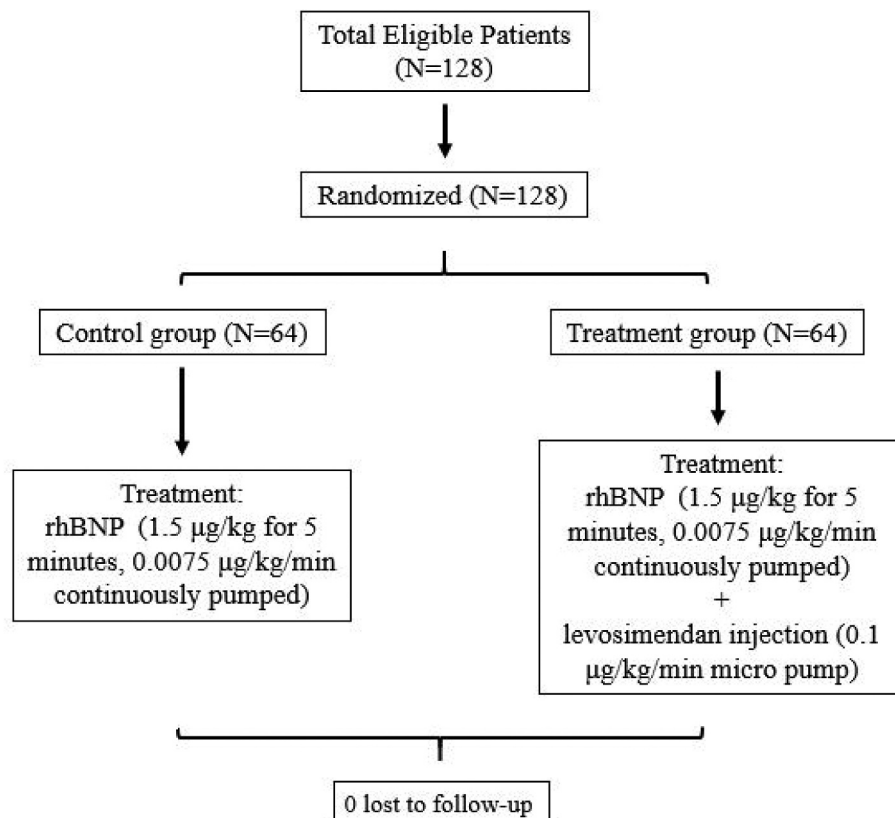 Total Eligible Patients
(N=128)
Randomized (N=128)
Control group (N=64)
Treatment group (N=64)
Treatment:
rhBNP (1.5 μg/kg for 5
minutes, 0.0075 μg/kg/min
continuously pumped)
Treatment:
rhBNP (1.5 μg/kg for 5
minutes, 0.0075 μg/kg/min
continuously pumped)
+
levosimendan injection (0.1
μg/kg/min micro pump)
0 lost to follow-up